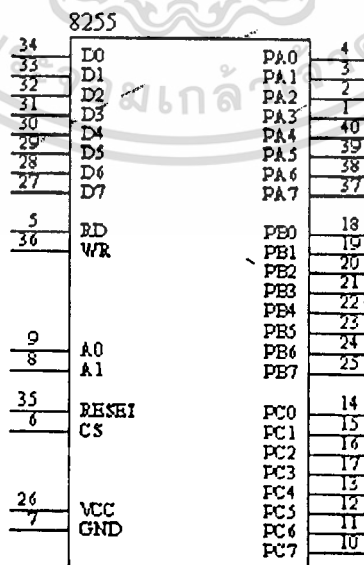 8255
34 D0 PA0 4
33 D1 PA1 3
32 D2 PA2 2
31 D3 PA3 1
30 D4 PA4 40
29 D5 PA5 39
28 D6 PA6 38
27 D7 PA7 37
5 RD PB0 18
36 WR PB1 19
PB2 20
PB3 21
PB4 22
PB5 23
9 A0 PB6 24
8 A1 PB7 25
35 RESET PC0 14
6 CS PC1 15
PC2 16
PC3 17
PC4 13
26 VCC PC5 12
7 GND PC6 11
PC7 10